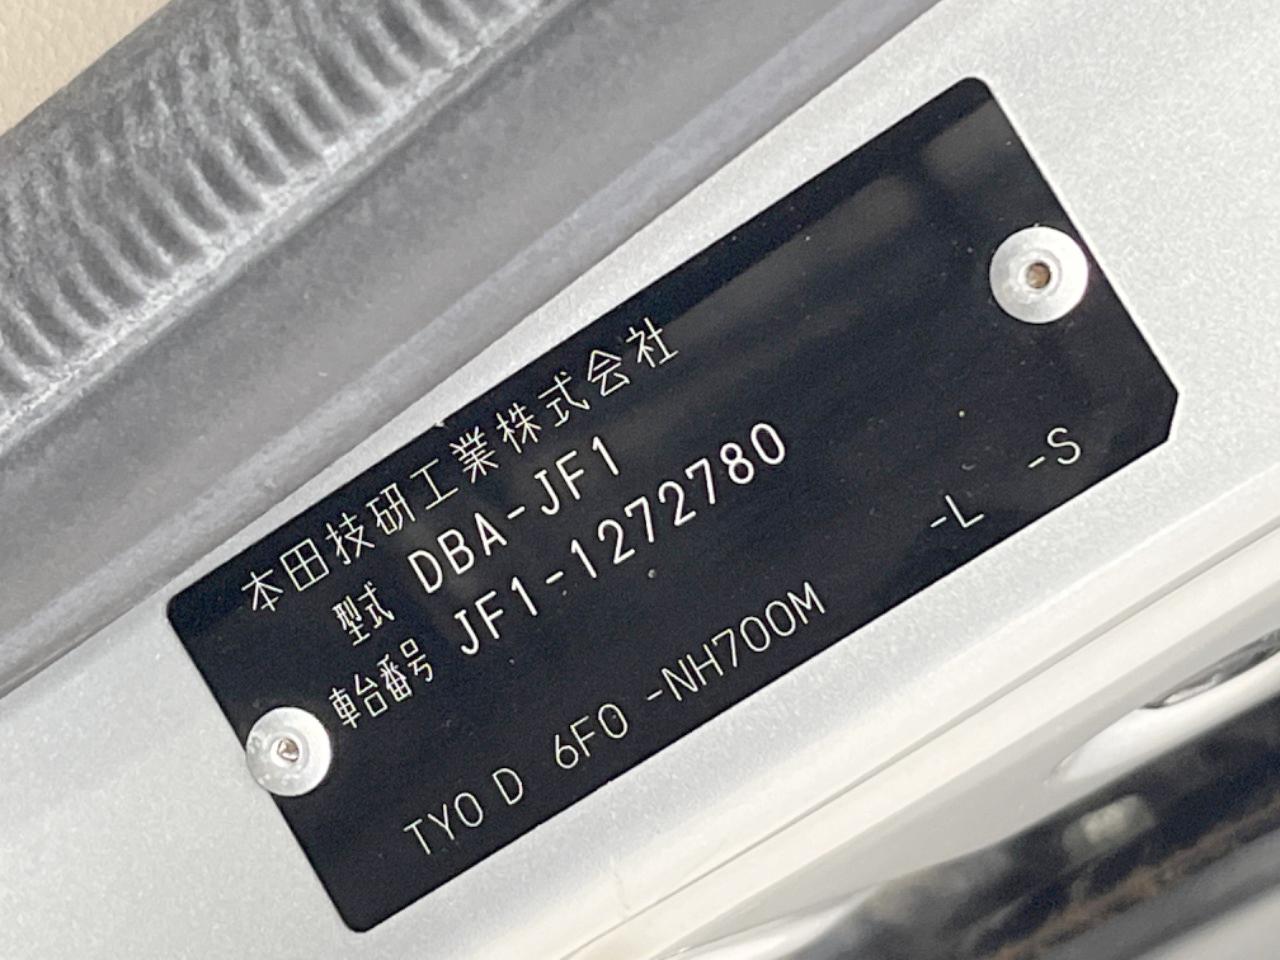 本田技研工業株式会社
型式 DBA-JF1
車台番号 JF1-1272780
TYO D 6F0 -NH700M -L -S